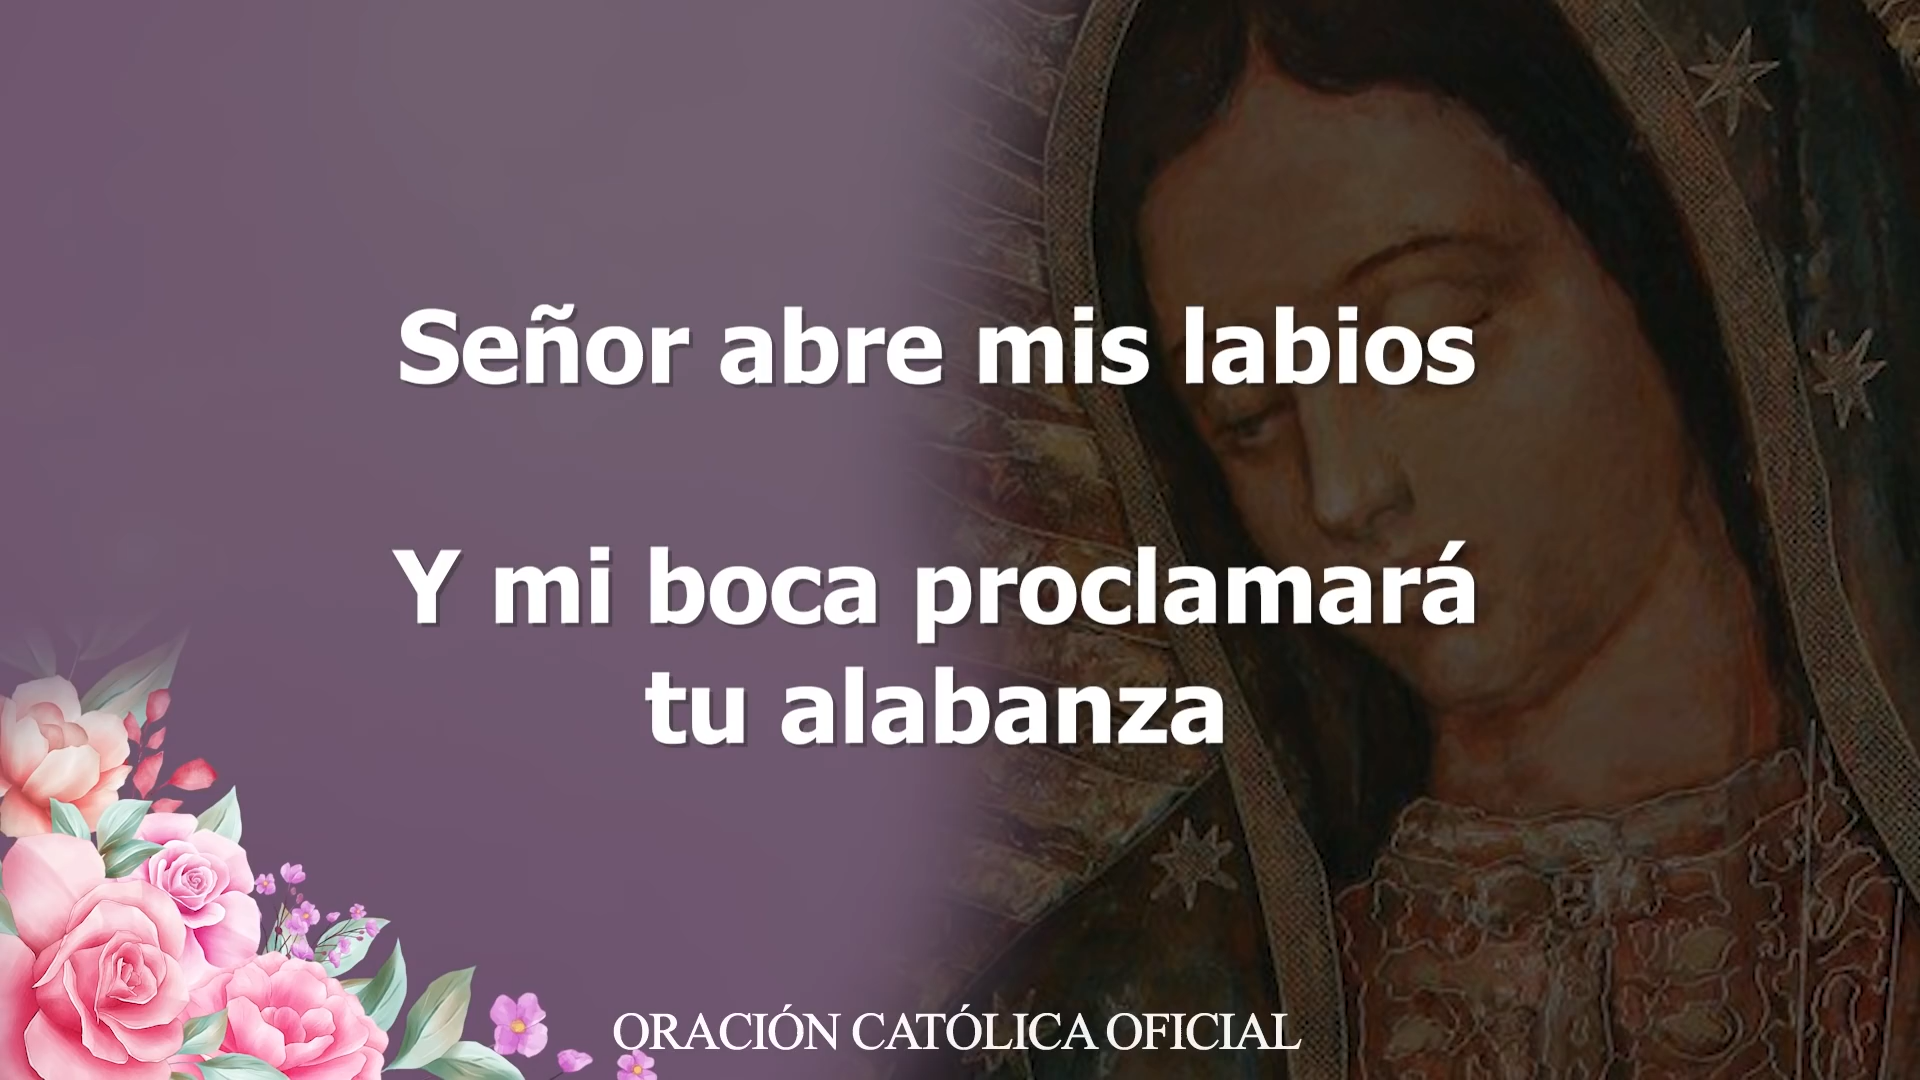 Señor abre mis labios
Y mi boca proclamará
tu alabanza
ORACIÓN CATÓLICA OFICIAL